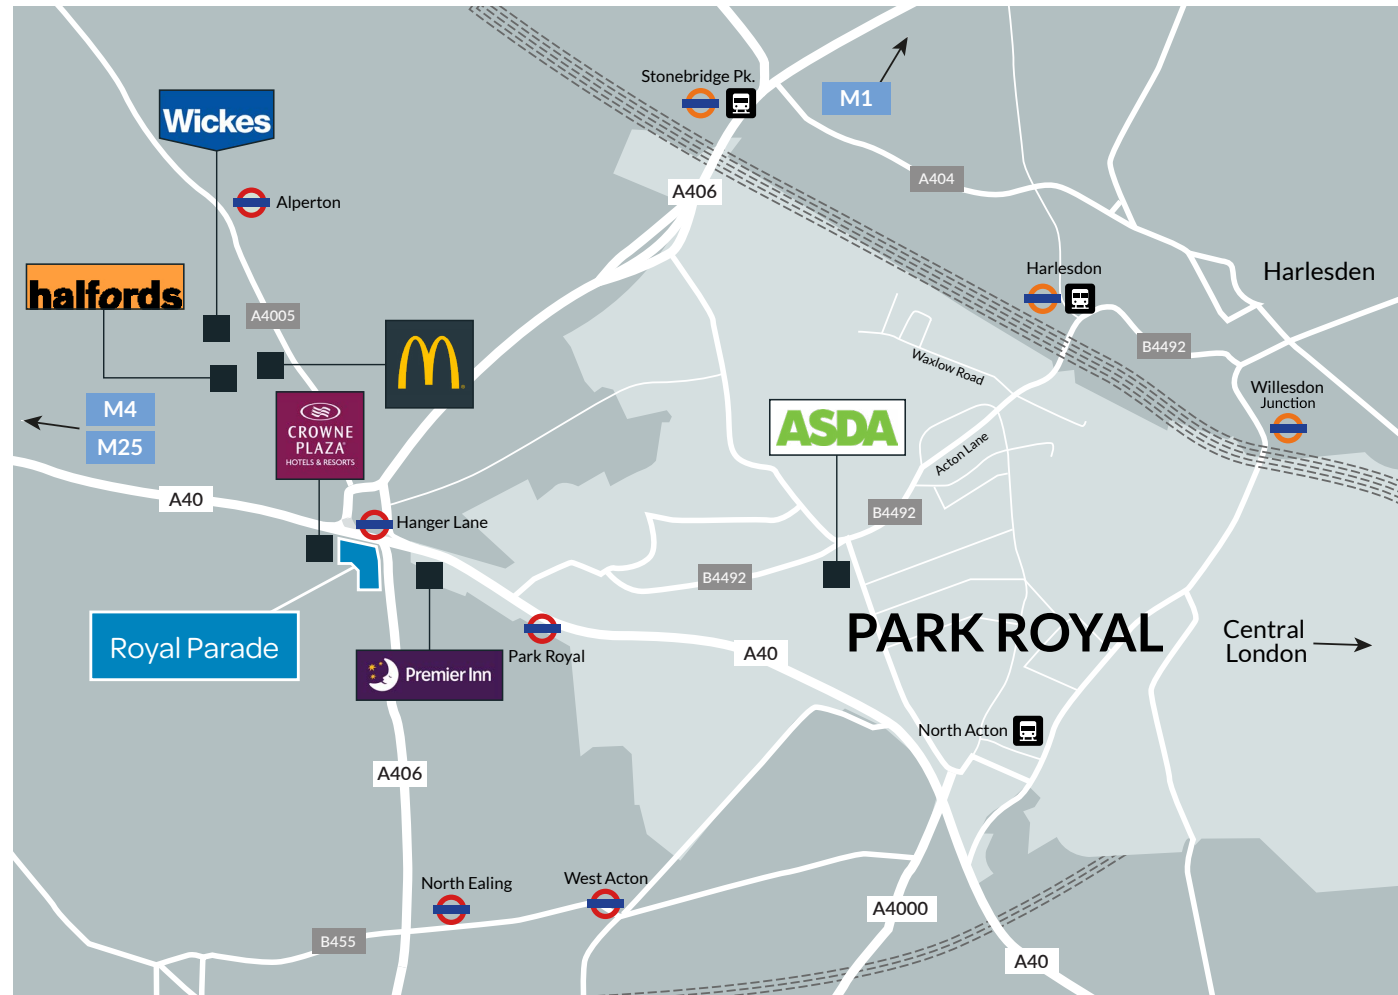 Stonebridge Pk.
M1
Wickes
A404
A406
Alperton
Harlesdon
Harlesden
halfords
A4005
B4492
Waxlow Road
M4
M25
Willesdon
Junction
CROWNE
PLAZA
HOTELS & RESORTS
ASDA
Acton Lane
A40
Hanger Lane
B4492
B4492
PARK ROYAL
Central
London
Royal Parade
Park Royal
A40
Premier Inn
North Acton
A406
North Ealing
West Acton
A4000
B455
A40